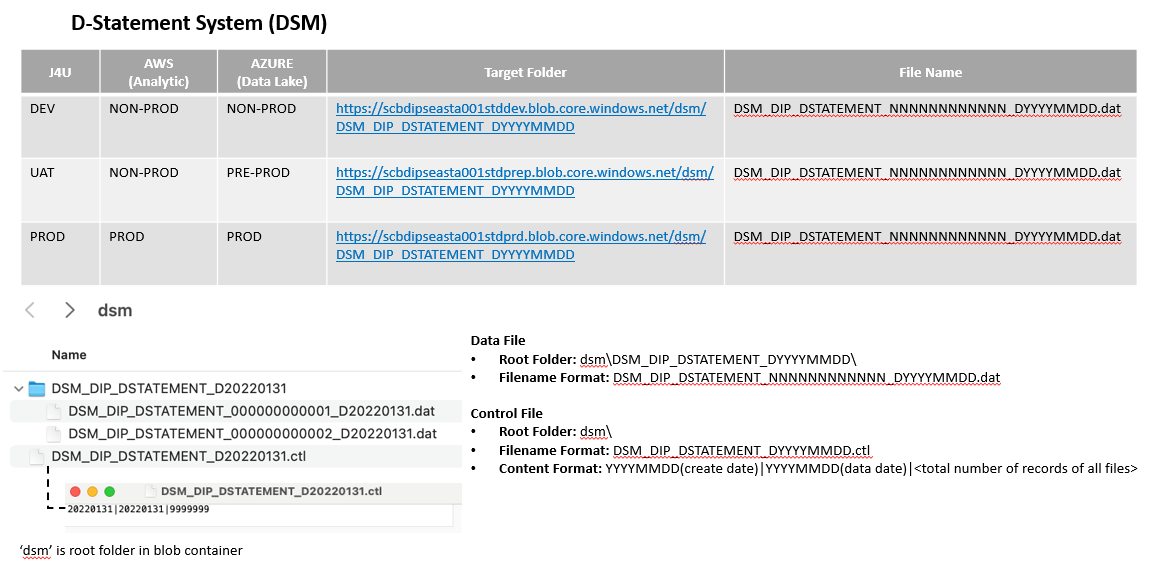 D-Statement System (DSM)
J4U
AWS
(Analytic)
AZURE
(Data Lake)
Target Folder
File Name
DEV
NON-PROD
NON-PROD
https://scbdipseasta001stddev.blob.core.windows.net/dsm/
DSM_DIP_DSTATEMENT_DYYYYMMDD
DSM_DIP_DSTATEMENT_NNNNNNNNNNNN_DYYYYMMDD.dat
UAT
NON-PROD
PRE-PROD
https://scbdipseasta001stdprep.blob.core.windows.net/dsm/
DSM_DIP_DSTATEMENT_DYYYYMMDD
DSM_DIP_DSTATEMENT_NNNNNNNNNNNN_DYYYYMMDD.dat
PROD
PROD
PROD
https://scbdipseasta001stdprd.blob.core.windows.net/dsm/
DSM_DIP_DSTATEMENT_DYYYYMMDD
DSM_DIP_DSTATEMENT_NNNNNNNNNNNN_DYYYYMMDD.dat
dsm
Name
DSM_DIP_DSTATEMENT_D20220131
DSM_DIP_DSTATEMENT_000000000001_D20220131.dat
DSM_DIP_DSTATEMENT_000000000002_D20220131.dat
DSM_DIP_DSTATEMENT_D20220131.ctl
DSM_DIP_DSTATEMENT_D20220131.ctl
20220131|20220131|9999999
Data File
• Root Folder: dsm\DSM_DIP_DSTATEMENT_DYYYYMMDD\
• Filename Format: DSM_DIP_DSTATEMENT_NNNNNNNNNNNN_DYYYYMMDD.dat
Control File
• Root Folder: dsm\
• Filename Format: DSM_DIP_DSTATEMENT_DYYYYMMDD.ctl
• Content Format: YYYYMMDD(create date)|YYYYMMDD(data date)|<total number of records of all files>
‘dsm’ is root folder in blob container